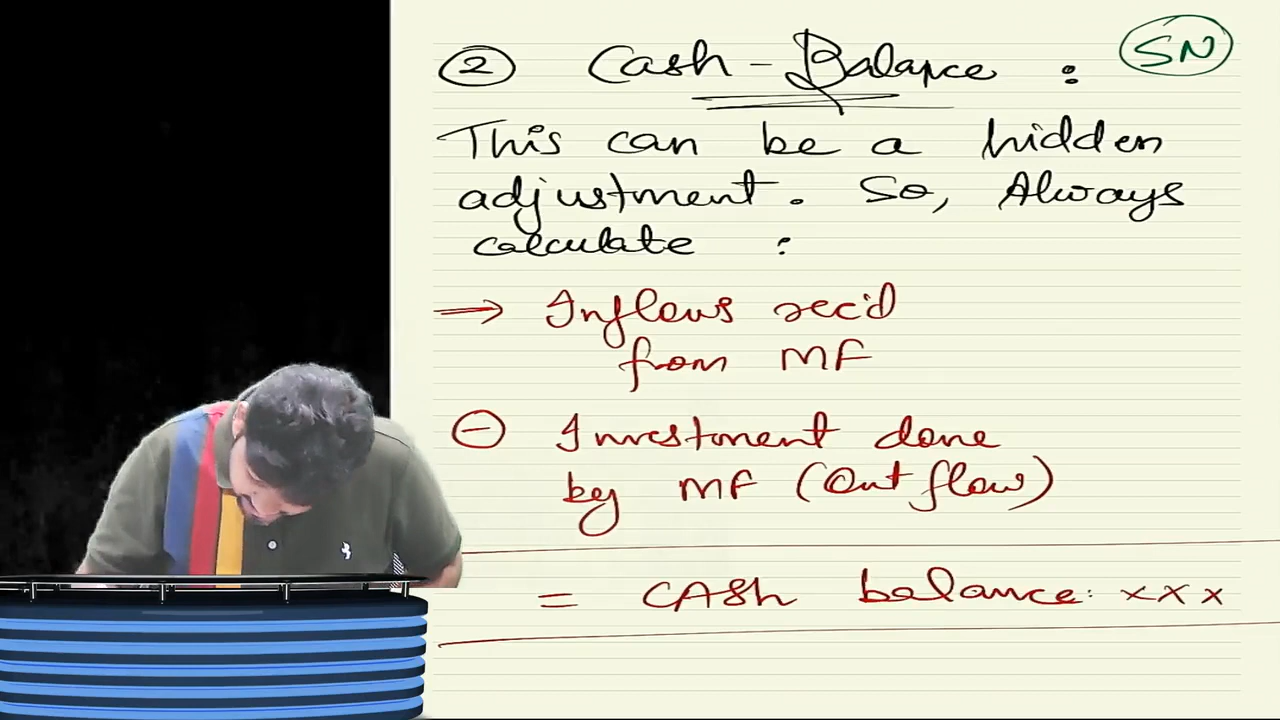 ② Cash - Balance : SN
This can be a hidden
adjustment. So, Always
calculate :
→ Inflows rec'd
from MF
⊖ Investment done
by MF (Outflow)
= CASh balance: xxx